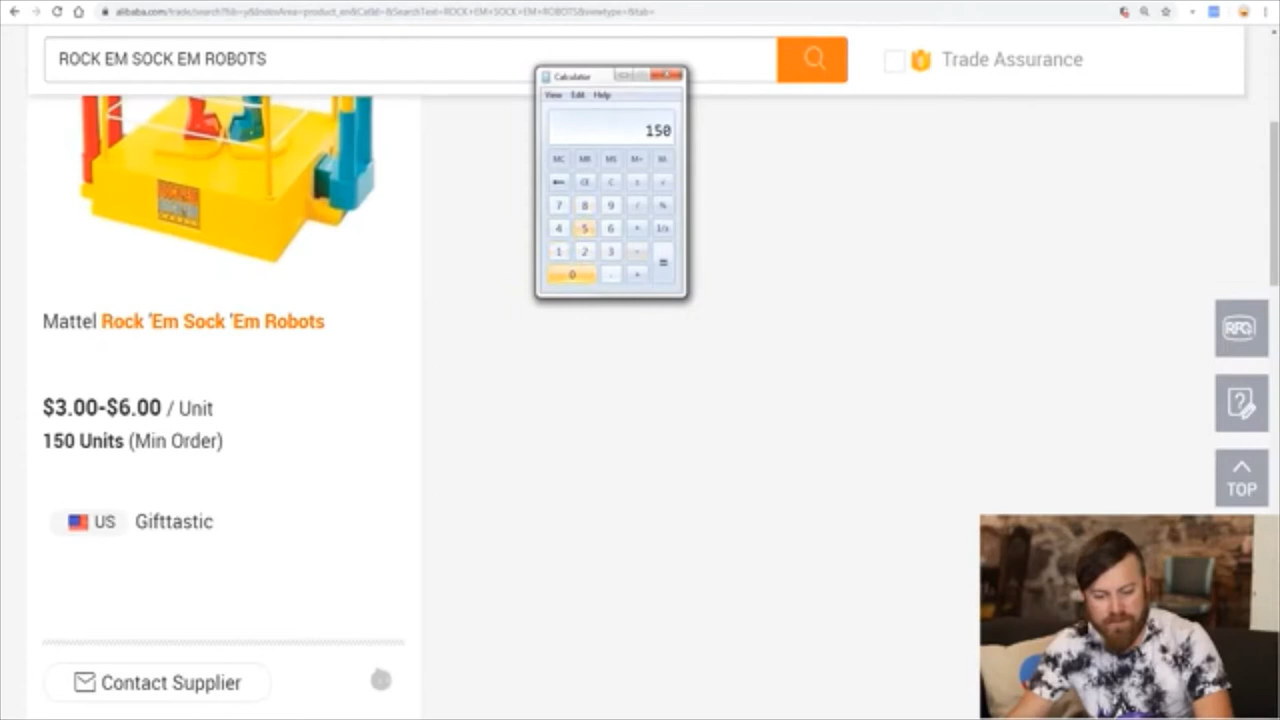 ROCK EM SOCK EM ROBOTS
Trade Assurance
Calculator
View Edit Help
150
MC MR MS M+
CE C
7 8 9 / %
4 5 6 * 1/x
1 2 3 - =
0 . +
Mattel Rock 'Em Sock 'Em Robots
$3.00-$6.00 / Unit
150 Units (Min Order)
US Gifttastic
Contact Supplier
RFQ
TOP